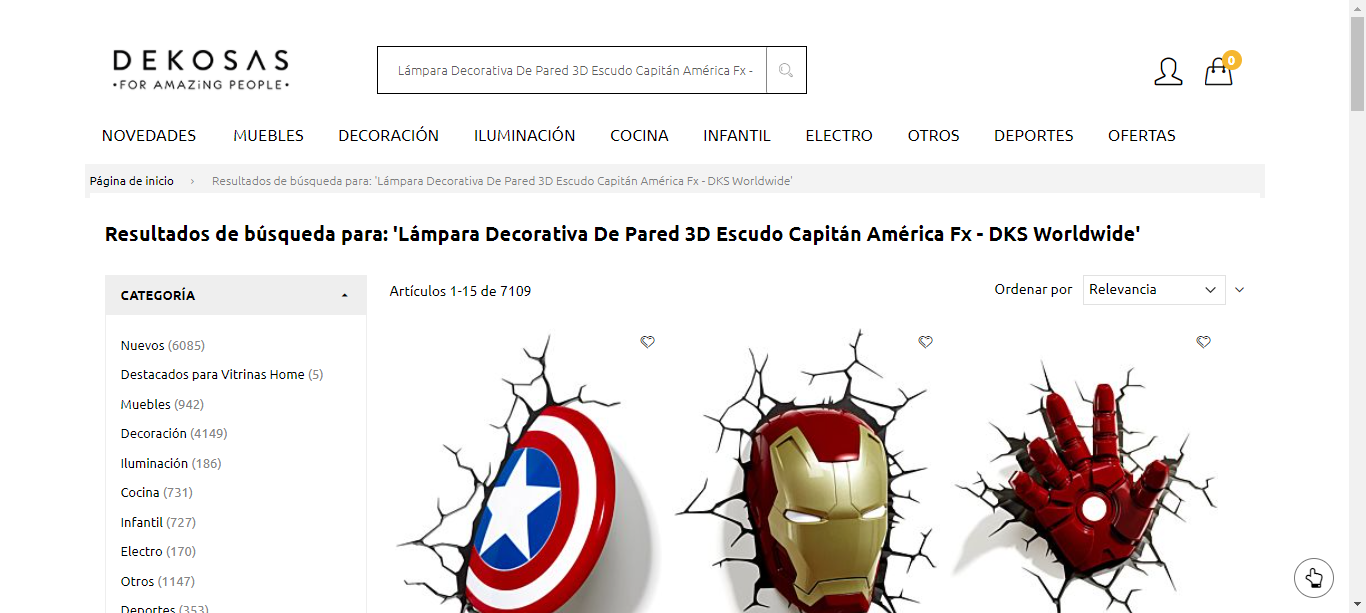 DEKOSAS
•FOR AMAZiNG PEOPLE•
Lámpara Decorativa De Pared 3D Escudo Capitán América Fx -
0
NOVEDADES MUEBLES DECORACIÓN ILUMINACIÓN COCINA INFANTIL ELECTRO OTROS DEPORTES OFERTAS
Página de inicio › Resultados de búsqueda para: 'Lámpara Decorativa De Pared 3D Escudo Capitán América Fx - DKS Worldwide'
Resultados de búsqueda para: 'Lámpara Decorativa De Pared 3D Escudo Capitán América Fx - DKS Worldwide'
CATEGORÍA
Artículos 1-15 de 7109
Ordenar por Relevancia
Nuevos (6085)
Destacados para Vitrinas Home (5)
Muebles (942)
Decoración (4149)
Iluminación (186)
Cocina (731)
Infantil (727)
Electro (170)
Otros (1147)
Deportes (353)